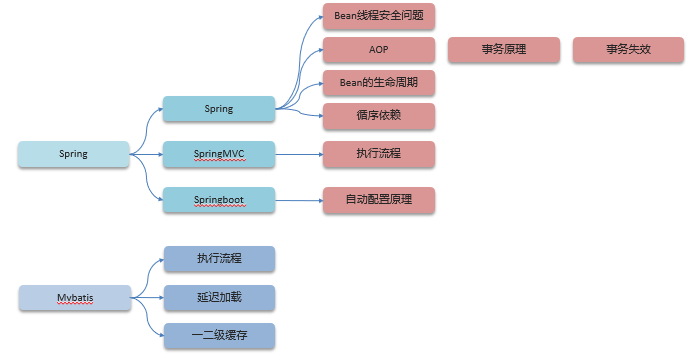 Bean线程安全问题
AOP
事务原理
事务失效
Bean的生命周期
Spring
循序依赖
Spring
SpringMVC
执行流程
Springboot
自动配置原理
执行流程
Mybatis
延迟加载
一二级缓存